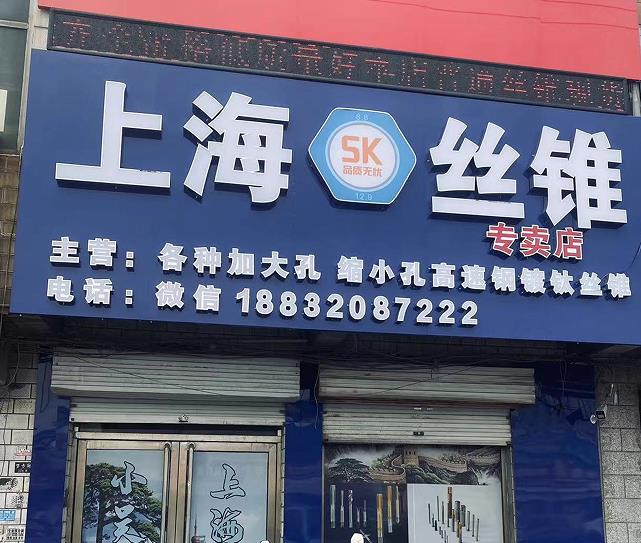 上海 SK 丝锥
8.8
品质无忧
12.9
专卖店
主营：各种加大孔 缩小孔高速钢镀钛丝锥
电话：微信 18832087222
上海